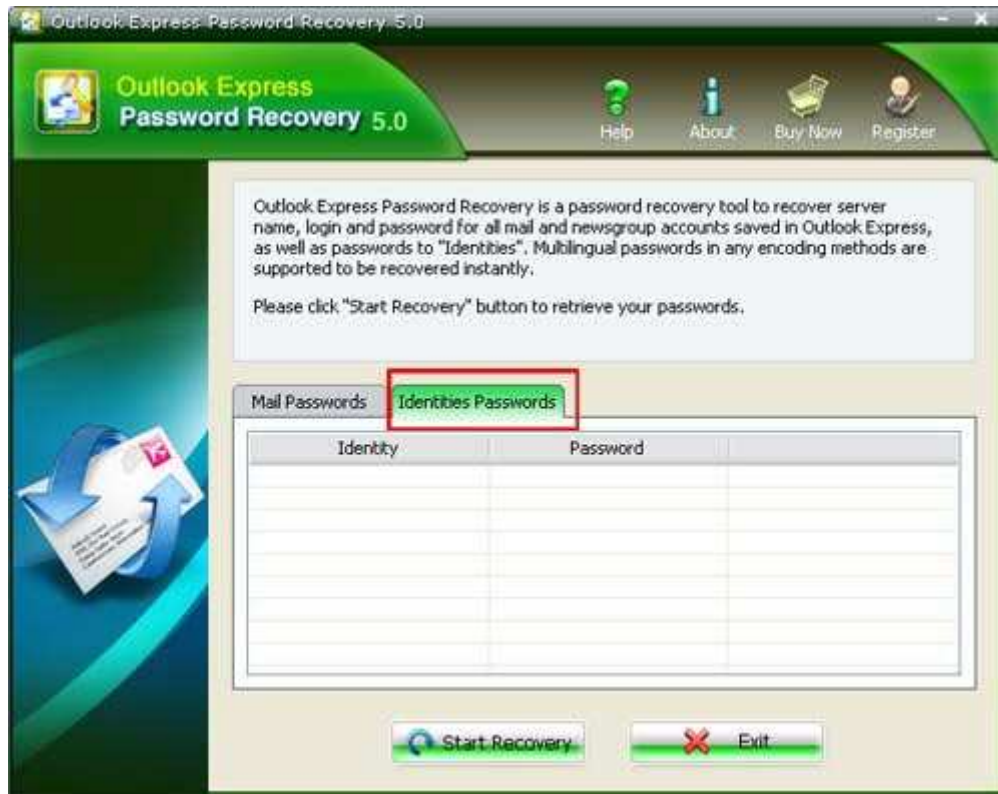 Outlook Express Password Recovery 5.0
Outlook Express
Password Recovery 5.0
Help
About
Buy Now
Register
Outlook Express Password Recovery is a password recovery tool to recover server
name, login and password for all mail and newsgroup accounts saved in Outlook Express,
as well as passwords to "Identities". Multilingual passwords in any encoding methods are
supported to be recovered instantly.
Please click "Start Recovery" button to retrieve your passwords.
Mail Passwords
Identities Passwords
Identity
Password
Start Recovery
Exit